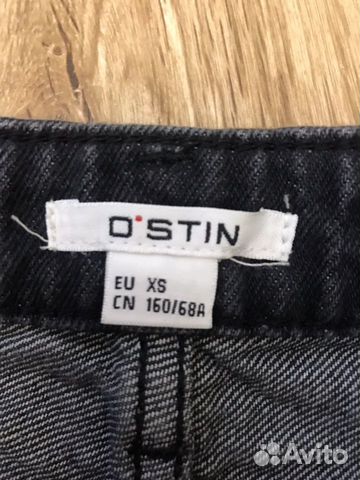 O'STIN
EU XS
CN 160/68A
Avito